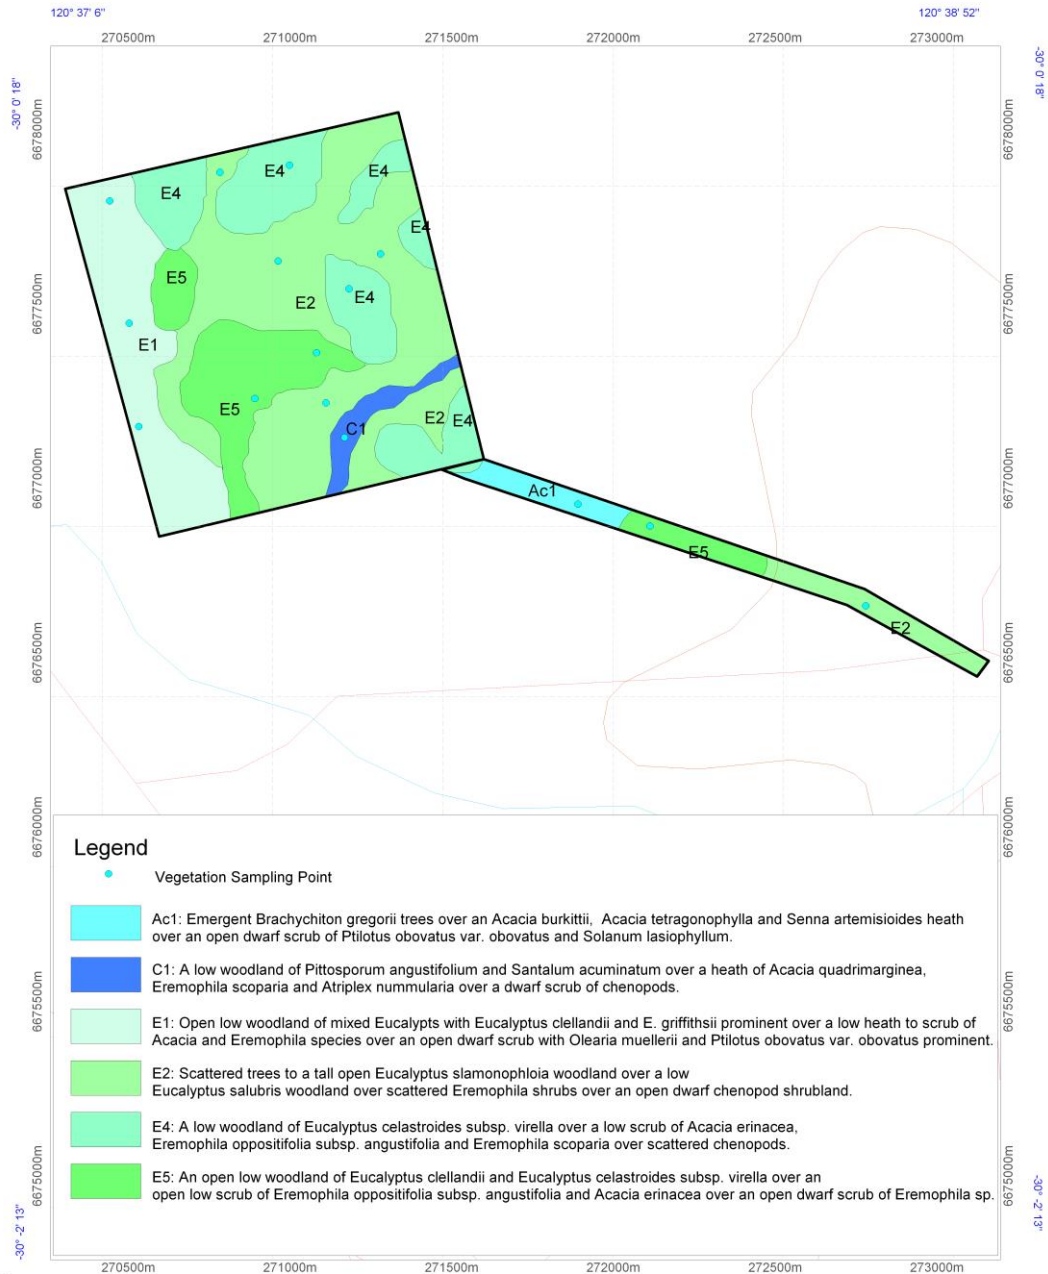 120° 37' 6"
120° 38' 52"
270500m
271000m
271500m
272000m
272500m
273000m
-30° 0' 18"
-30° 0' 18"
6678000m
6678000m
E4
E4
E4
E4
E5
E4
E2
6677500m
6677500m
E1
E5
C1
E2
E4
6677000m
6677000m
Ac1
E5
E2
6676500m
6676500m
6676000m
6676000m
Legend
Vegetation Sampling Point
Ac1: Emergent Brachychiton gregorii trees over an Acacia burkittii, Acacia tetragonophylla and Senna artemisioides heath
over an open dwarf scrub of Ptilotus obovatus var. obovatus and Solanum lasiophyllum.
C1: A low woodland of Pittosporum angustifolium and Santalum acuminatum over a heath of Acacia quadrimarginea,
Eremophila scoparia and Atriplex nummularia over a dwarf scrub of chenopods.
E1: Open low woodland of mixed Eucalypts with Eucalyptus clellandii and E. griffithsii prominent over a low heath to scrub of
Acacia and Eremophila species over an open dwarf scrub with Olearia muellerii and Ptilotus obovatus var. obovatus prominent.
E2: Scattered trees to a tall open Eucalyptus slamonophloia woodland over a low
Eucalyptus salubris woodland over scattered Eremophila shrubs over an open dwarf chenopod shrubland.
E4: A low woodland of Eucalyptus celastroides subsp. virella over a low scrub of Acacia erinacea,
Eremophila oppositifolia subsp. angustifolia and Eremophila scoparia over scattered chenopods.
E5: An open low woodland of Eucalyptus clellandii and Eucalyptus celastroides subsp. virella over an
open low scrub of Eremophila oppositifolia subsp. angustifolia and Acacia erinacea over an open dwarf scrub of Eremophila sp.
6675500m
6675500m
6675000m
6675000m
-30° -2' 13"
-30° -2' 13"
270500m
271000m
271500m
272000m
272500m
273000m